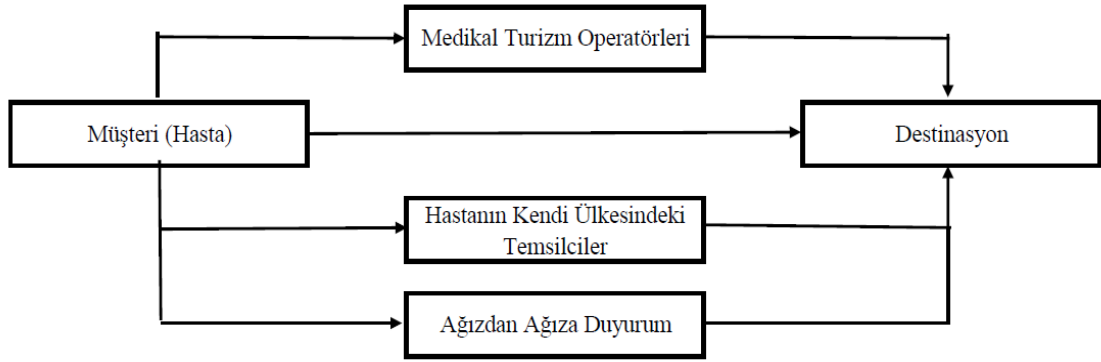 Medikal Turizm Operatörleri
Müşteri (Hasta)
Destinasyon
Hastanın Kendi Ülkesindeki
Temsilciler
Ağızdan Ağıza Duyurum